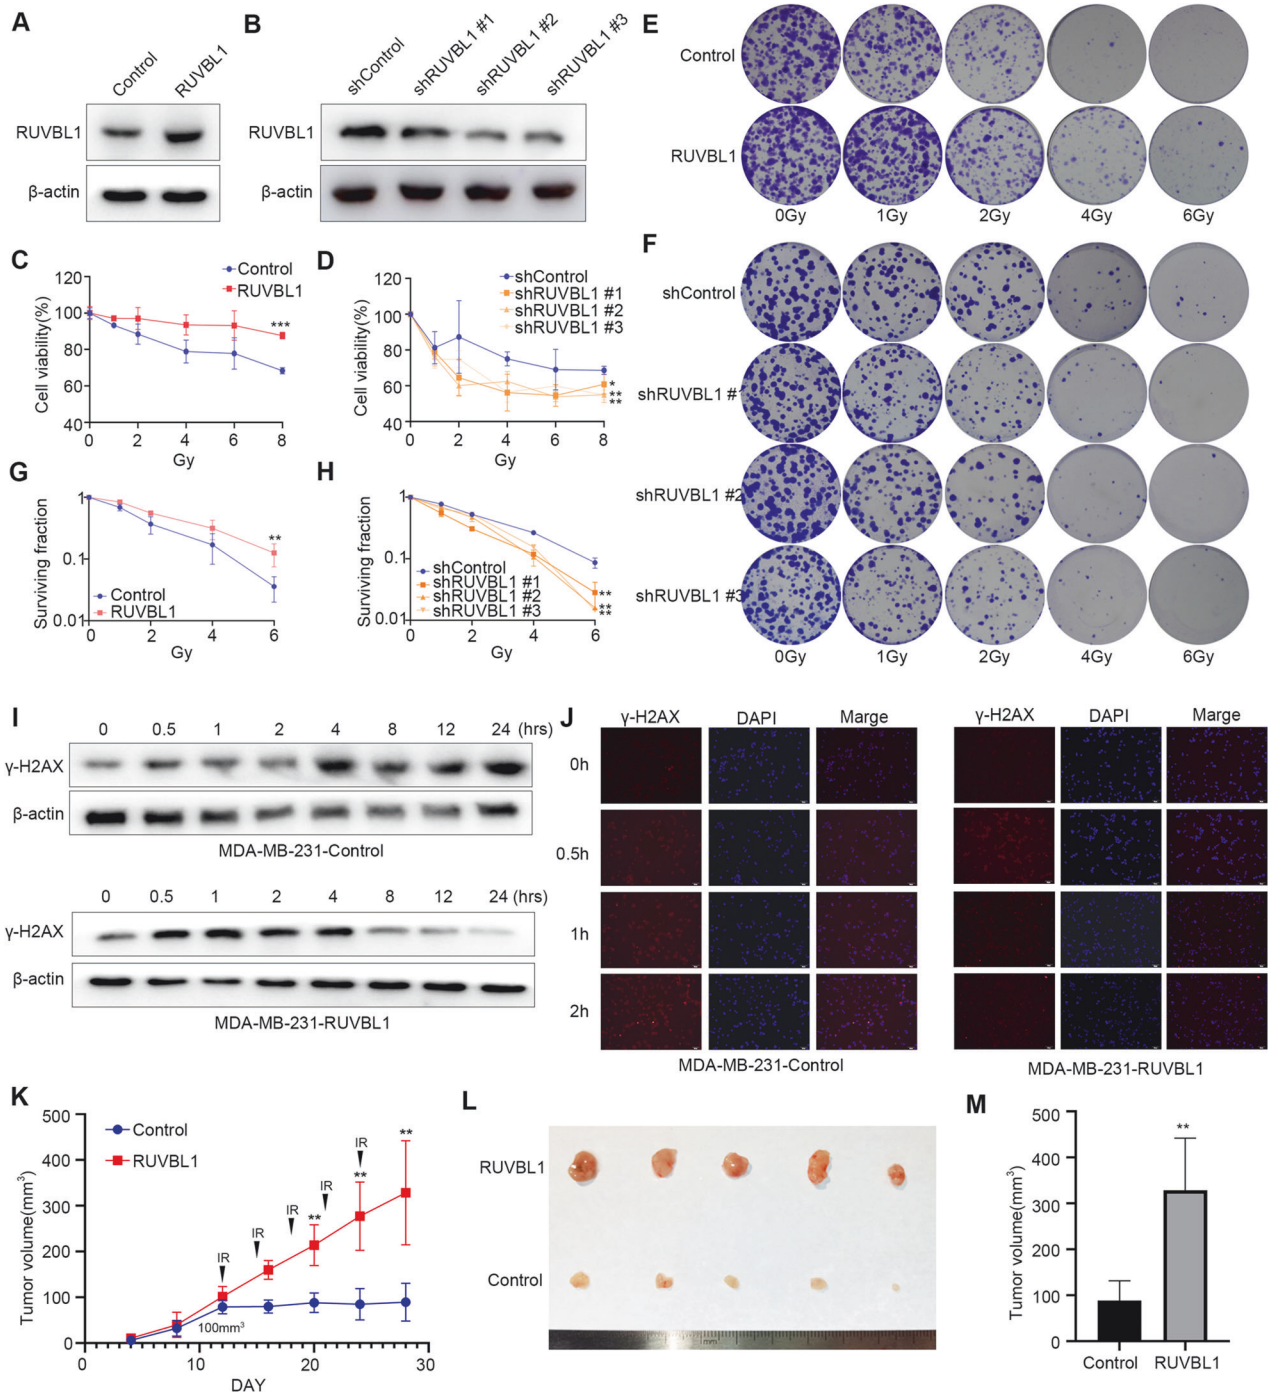 A
Control
RUVBL1
RUVBL1
β-actin
B
shControl
shRUVBL1 #1
shRUVBL1 #2
shRUVBL1 #3
RUVBL1
β-actin
C
Control
RUVBL1
120
100
80
60
40
Cell viability(%)
***
0 2 4 6 8
Gy
D
shControl
shRUVBL1 #1
shRUVBL1 #2
shRUVBL1 #3
120
100
80
60
40
Cell viability(%)
*
**
**
0 2 4 6 8
Gy
E
Control
RUVBL1
0Gy 1Gy 2Gy 4Gy 6Gy
F
shControl
shRUVBL1 #1
shRUVBL1 #2
shRUVBL1 #3
0Gy 1Gy 2Gy 4Gy 6Gy
G
1
0.1
0.01
Surviving fraction
**
Control
RUVBL1
0 2 4 6
Gy
H
1
0.1
0.01
Surviving fraction
shControl
shRUVBL1 #1
shRUVBL1 #2
shRUVBL1 #3
**
**
**
0 2 4 6
Gy
I
0 0.5 1 2 4 8 12 24 (hrs)
γ-H2AX
β-actin
MDA-MB-231-Control
0 0.5 1 2 4 8 12 24 (hrs)
γ-H2AX
β-actin
MDA-MB-231-RUVBL1
J
γ-H2AX DAPI Marge
γ-H2AX DAPI Marge
0h
0.5h
1h
2h
MDA-MB-231-Control
MDA-MB-231-RUVBL1
K
500
400
300
200
100
0
Tumor volume(mm³)
Control
RUVBL1
IR
IR
IR
IR
IR
**
**
**
100mm³
0 10 20 30
DAY
L
RUVBL1
Control
mm
M
500
400
300
200
100
0
Tumor volume(mm³)
**
Control RUVBL1